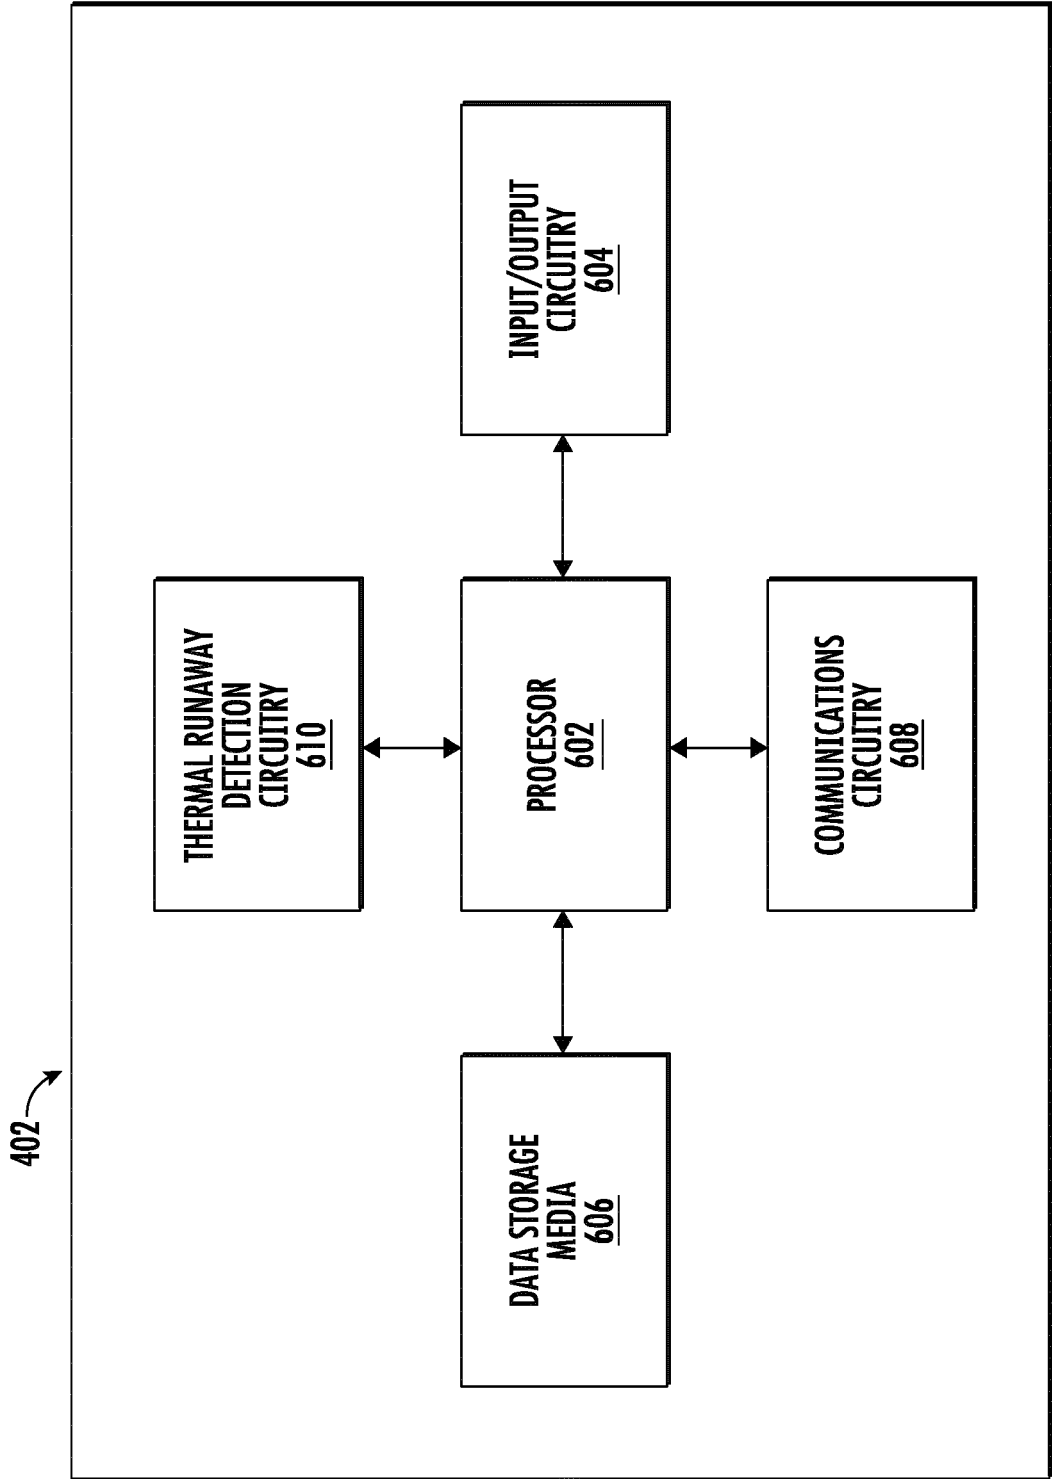 402
THERMAL RUNAWAY
DETECTION
CIRCUITRY
610
DATA STORAGE
MEDIA
606
PROCESSOR
602
INPUT/OUTPUT
CIRCUITRY
604
COMMUNICATIONS
CIRCUITRY
608